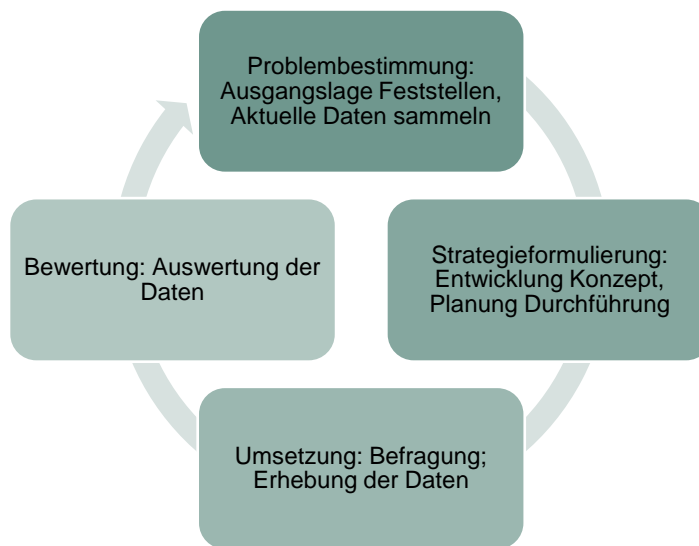 Problembestimmung:
Ausgangslage Feststellen,
Aktuelle Daten sammeln
Strategieformulierung:
Entwicklung Konzept,
Planung Durchführung
Umsetzung: Befragung;
Erhebung der Daten
Bewertung: Auswertung der
Daten